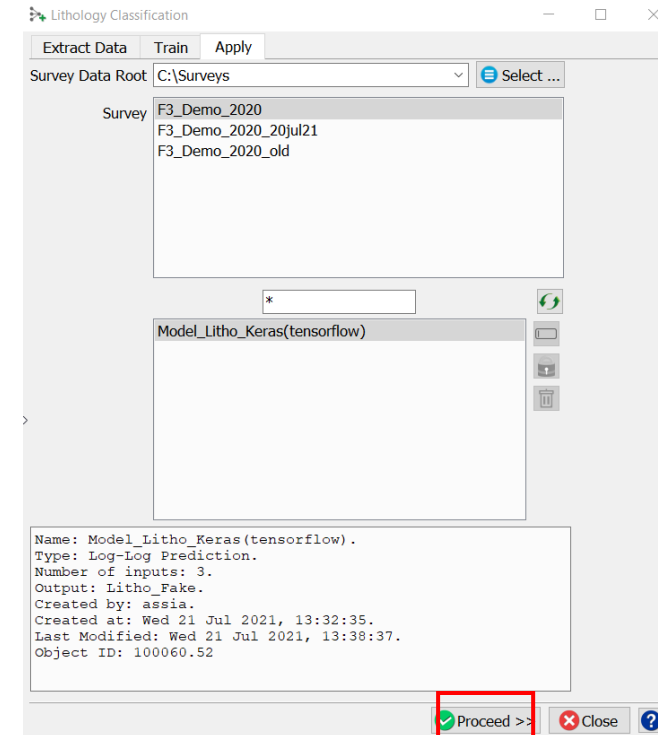 Lithology Classification
Extract Data Train Apply
Survey Data Root C:\Surveys Select ...
Survey F3_Demo_2020
F3_Demo_2020_20jul21
F3_Demo_2020_old
*
Model_Litho_Keras(tensorflow)
Name: Model_Litho_Keras(tensorflow).
Type: Log-Log Prediction.
Number of inputs: 3.
Output: Litho_Fake.
Created by: assia.
Created at: Wed 21 Jul 2021, 13:32:35.
Last Modified: Wed 21 Jul 2021, 13:38:37.
Object ID: 100060.52
Proceed >> Close ?